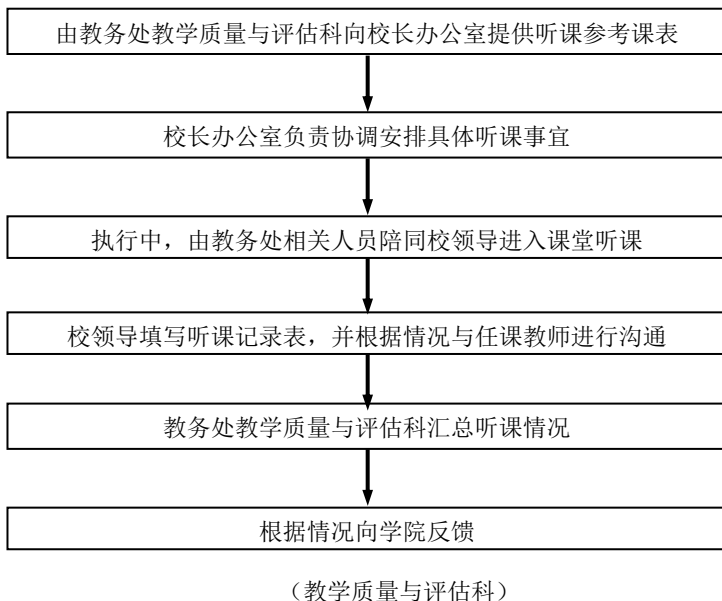 由教务处教学质量与评估科向校长办公室提供听课参考课表
校长办公室负责协调安排具体听课事宜
执行中，由教务处相关人员陪同校领导进入课堂听课
校领导填写听课记录表，并根据情况与任课教师进行沟通
教务处教学质量与评估科汇总听课情况
根据情况向学院反馈
（教学质量与评估科）